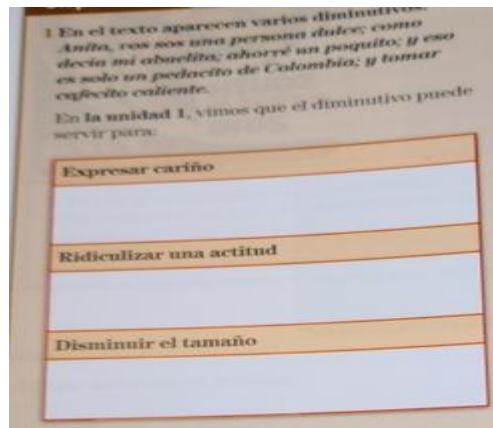 1 En el texto aparecen varios diminutivos:
Anita, vos sos una persona dulce; como
decía mi abuelita; ahorré un poquito; y eso
es solo un pedacito de Colombia; y tomar
cafecito caliente.
En la unidad 1, vimos que el diminutivo puede
servir para:
Expresar cariño
Ridiculizar una actitud
Disminuir el tamaño